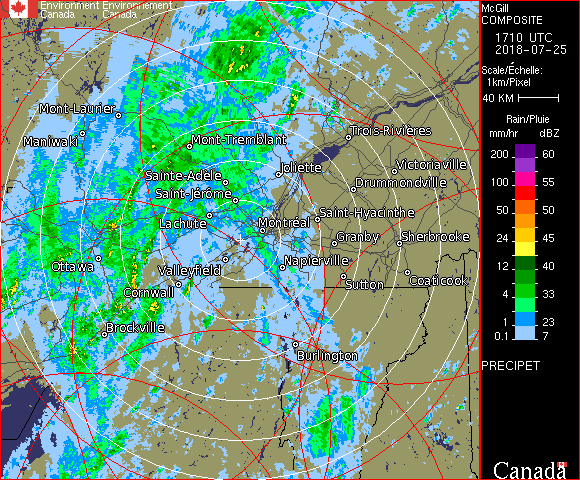 Environment Environnement
Canada Canada
McGill
COMPOSITE
1710 UTC
2018-07-25
Scale/Échelle:
1km/Pixel
40 KM
Rain/Pluie
mm/hr dBZ
200 60
100 55
50 50
24 45
12 40
4 33
1 23
0.1 7
PRECIPET
Canada
Mont-Laurier
Maniwaki
Mont-Tremblant
Trois-Rivières
Sainte-Adèle
Joliette
Victoriaville
Saint-Jérôme
Drummondville
Lachute
Montréal
Saint-Hyacinthe
Granby
Sherbrooke
Ottawa
Valleyfield
Napierville
Cornwall
Sutton
Coaticook
Brockville
Burlington